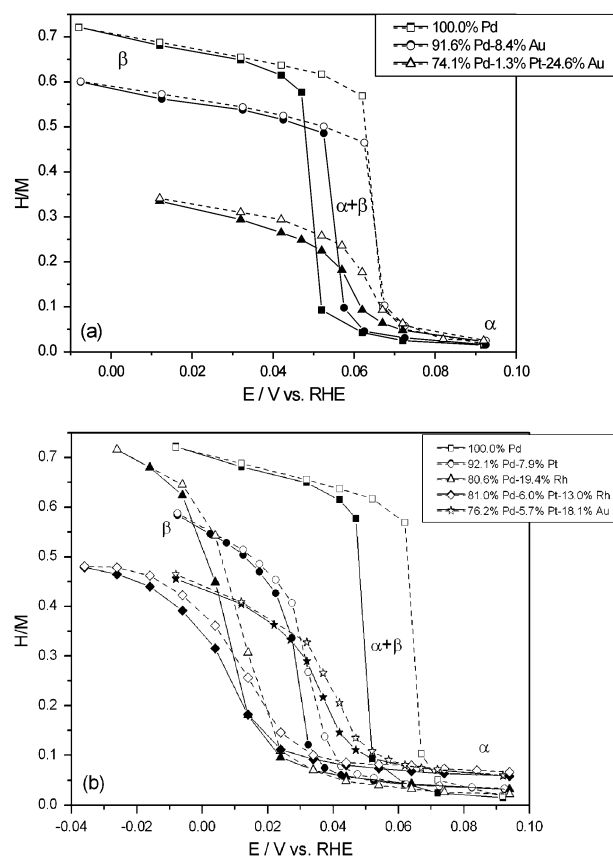 100.0% Pd
91.6% Pd-8.4% Au
74.1% Pd-1.3% Pt-24.6% Au
0.7
0.6
0.5
0.4
0.3
0.2
0.1
0.0
H/M
β
α+β
α
(a)
0.00
0.02
0.04
0.06
0.08
0.10
E / V vs. RHE
100.0% Pd
92.1% Pd-7.9% Pt
80.6% Pd-19.4% Rh
81.0% Pd-6.0% Pt-13.0% Rh
76.2% Pd-5.7% Pt-18.1% Au
0.7
0.6
0.5
0.4
0.3
0.2
0.1
0.0
H/M
β
α+β
α
(b)
-0.04
-0.02
0.00
0.02
0.04
0.06
0.08
0.10
E / V vs. RHE